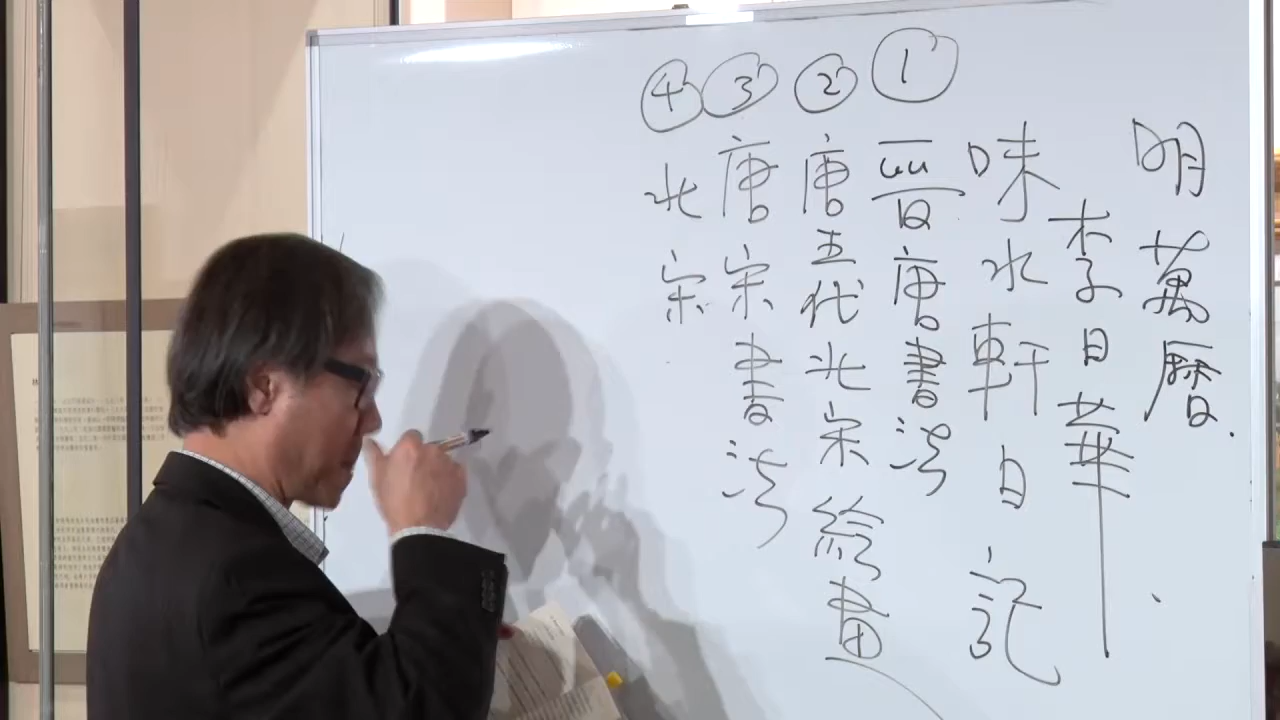 明萬曆
李日華
味水軒日記
① 晉唐書法
② 唐五代北宋繪畫
③ 唐宋書法
④ 北宋